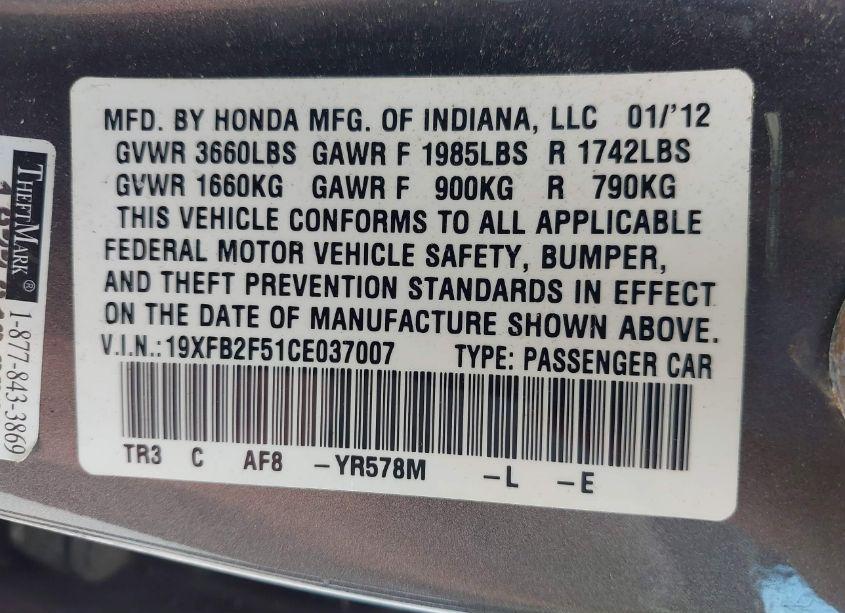 MFD. BY HONDA MFG. OF INDIANA, LLC 01/'12
GVWR 3660LBS GAWR F 1985LBS R 1742LBS
GVWR 1660KG GAWR F 900KG R 790KG
THIS VEHICLE CONFORMS TO ALL APPLICABLE
FEDERAL MOTOR VEHICLE SAFETY, BUMPER,
AND THEFT PREVENTION STANDARDS IN EFFECT
ON THE DATE OF MANUFACTURE SHOWN ABOVE.
V.I.N.:19XFB2F51CE037007 TYPE: PASSENGER CAR
TR3 C AF8 -YR578M -L -E
THEFTMARK®
1-877-843-3869